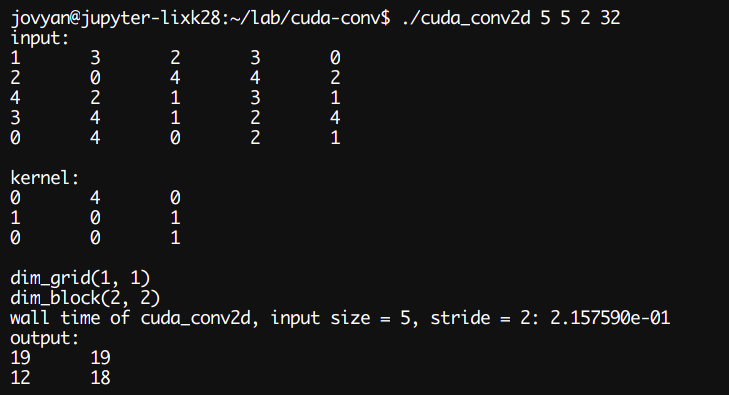 jovyan@jupyter-lixk28:~/lab/cuda-conv$ ./cuda_conv2d 5 5 2 32
input:
1 3 2 3 0
2 0 4 4 2
4 2 1 3 1
3 4 1 2 4
0 4 0 2 1
kernel:
0 4 0
1 0 1
0 0 1
dim_grid(1, 1)
dim_block(2, 2)
wall time of cuda_conv2d, input size = 5, stride = 2: 2.157590e-01
output:
19 19
12 18